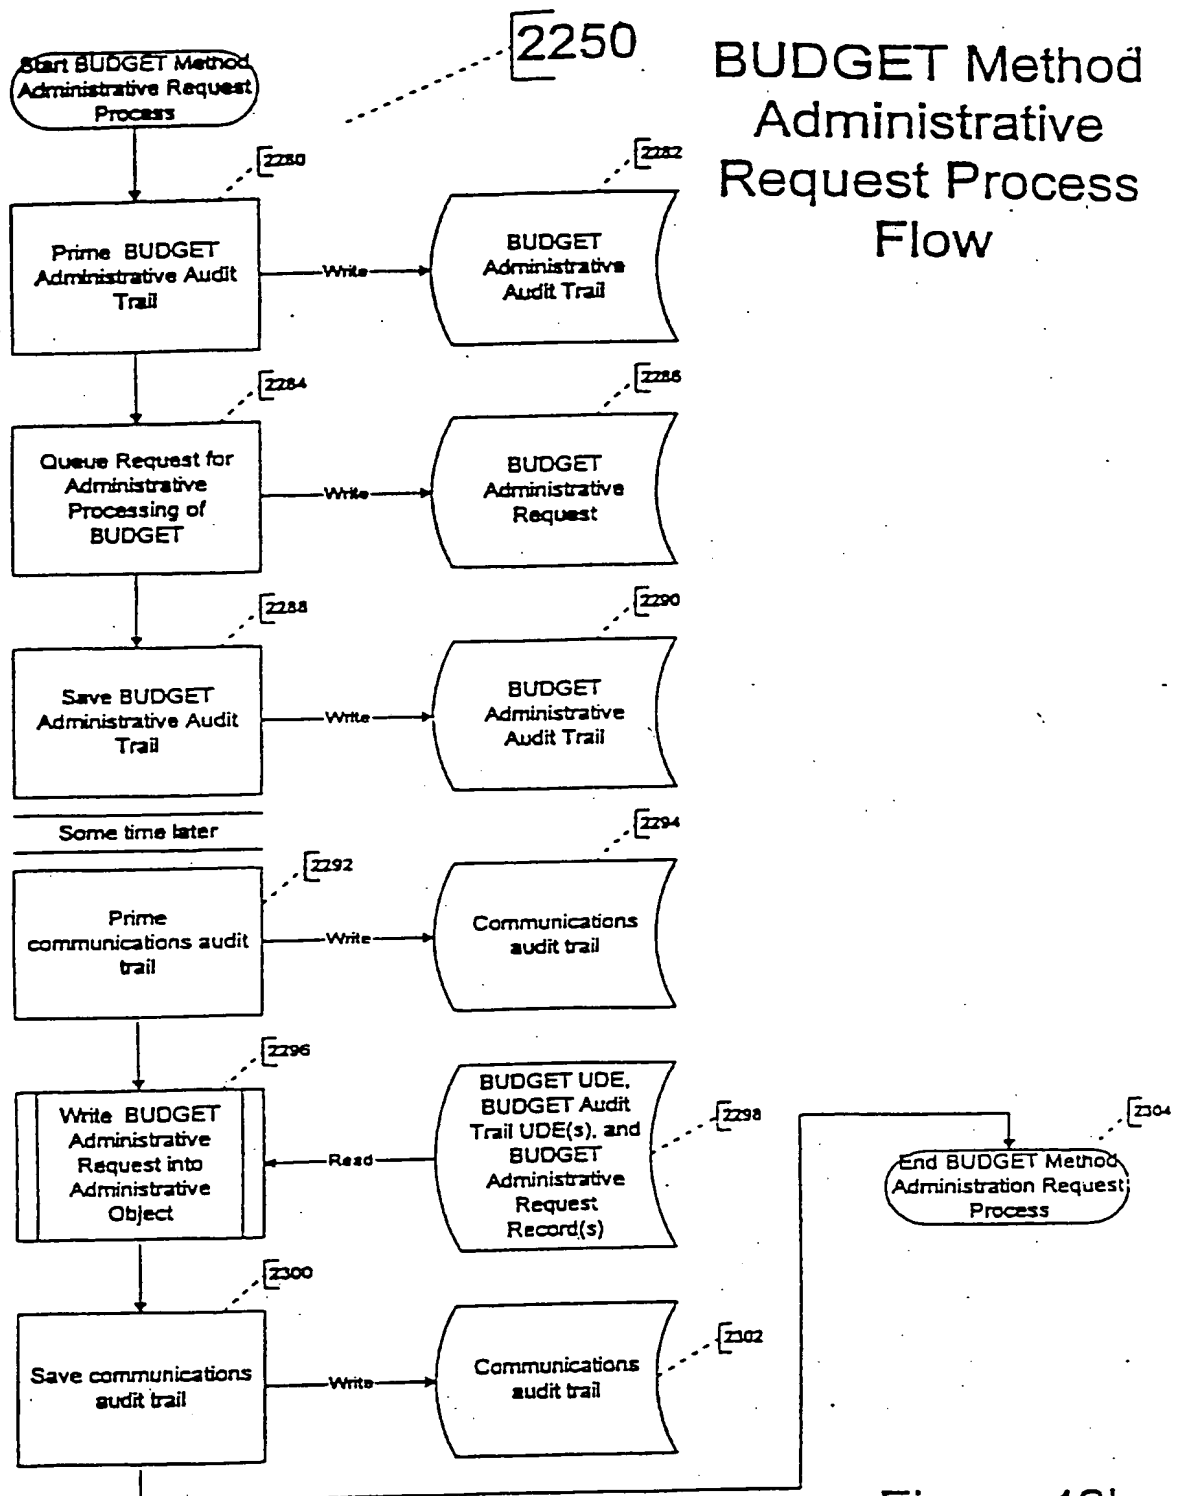 2250
BUDGET Method
Administrative
Request Process
Flow
Start BUDGET Method
Administrative Request
Process
2280
Prime BUDGET
Administrative Audit
Trail
Write
2282
BUDGET
Administrative
Audit Trail
2284
Queue Request for
Administrative
Processing of
BUDGET
Write
2286
BUDGET
Administrative
Request
2288
Save BUDGET
Administrative Audit
Trail
Write
2290
BUDGET
Administrative
Audit Trail
Some time later
2292
Prime
communications audit
trail
Write
2294
Communications
audit trail
2296
Write BUDGET
Administrative
Request into
Administrative
Object
Read
2298
BUDGET UDE,
BUDGET Audit
Trail UDE(s), and
BUDGET
Administrative
Request
Record(s)
2300
Save communications
audit trail
Write
2302
Communications
audit trail
2304
End BUDGET Method
Administration Request
Process